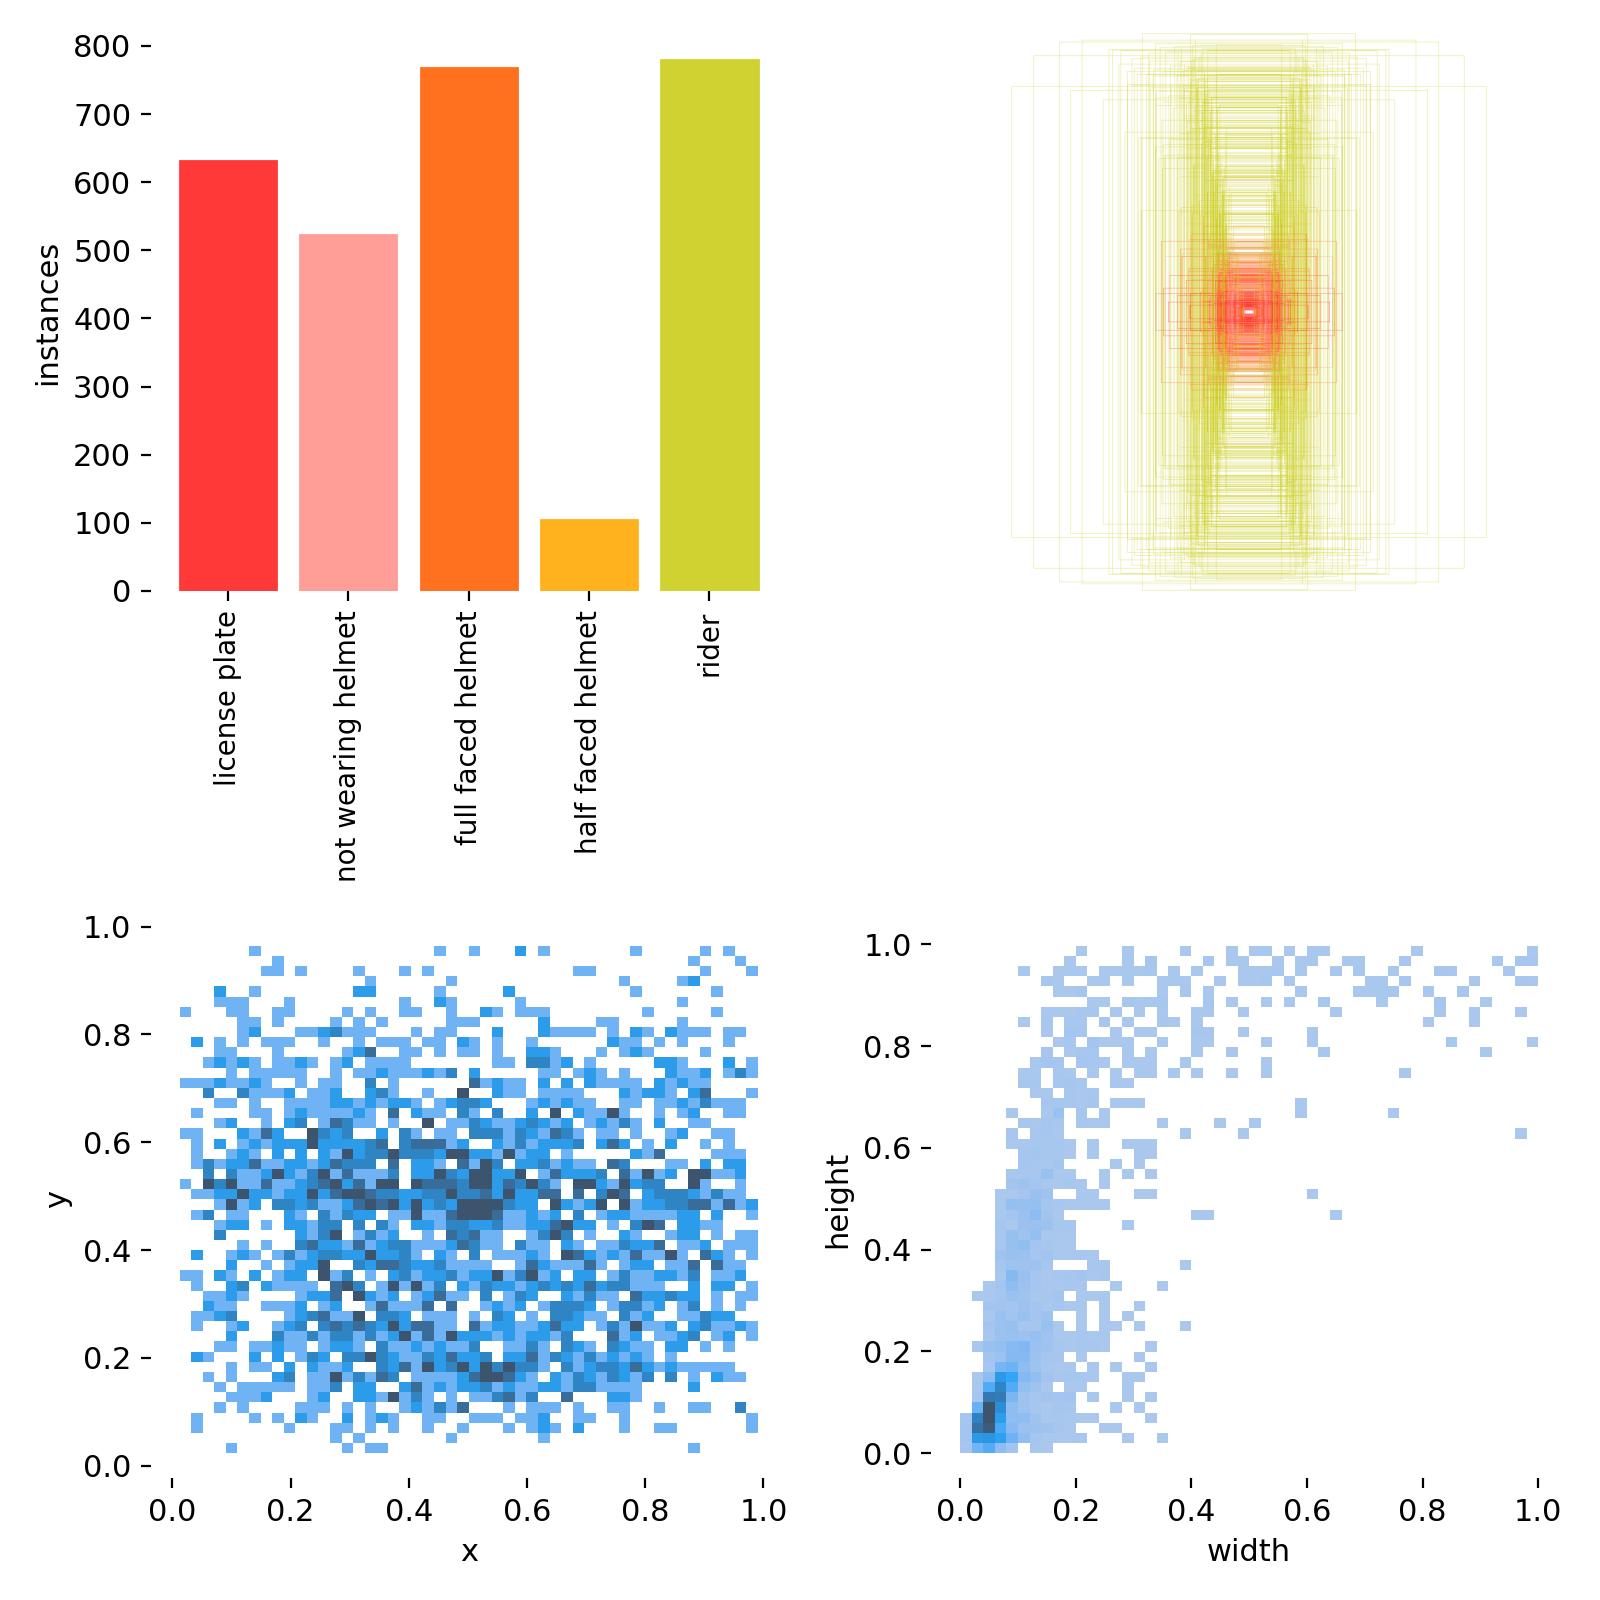 800
700
600
500
400
300
200
100
0
instances
license plate
not wearing helmet
full faced helmet
half faced helmet
rider
1.0
0.8
0.6
0.4
0.2
0.0
y
0.0 0.2 0.4 0.6 0.8 1.0
x
1.0
0.8
0.6
0.4
0.2
0.0
height
0.0 0.2 0.4 0.6 0.8 1.0
width